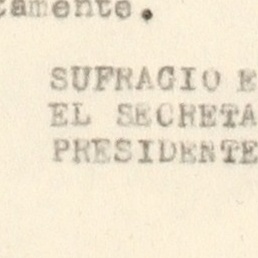 tamente.
SUFRAGIO E
EL SECRETA
PRESIDENTE